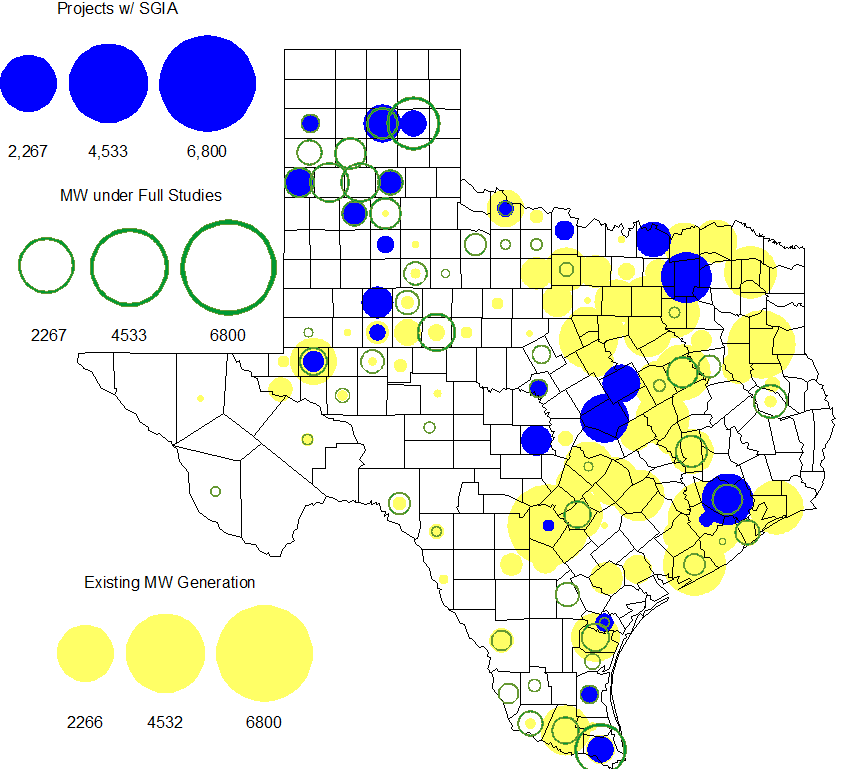 Projects w/ SGIA
2,267 4,533 6,800
MW under Full Studies
2267 4533 6800
Existing MW Generation
2266 4532 6800